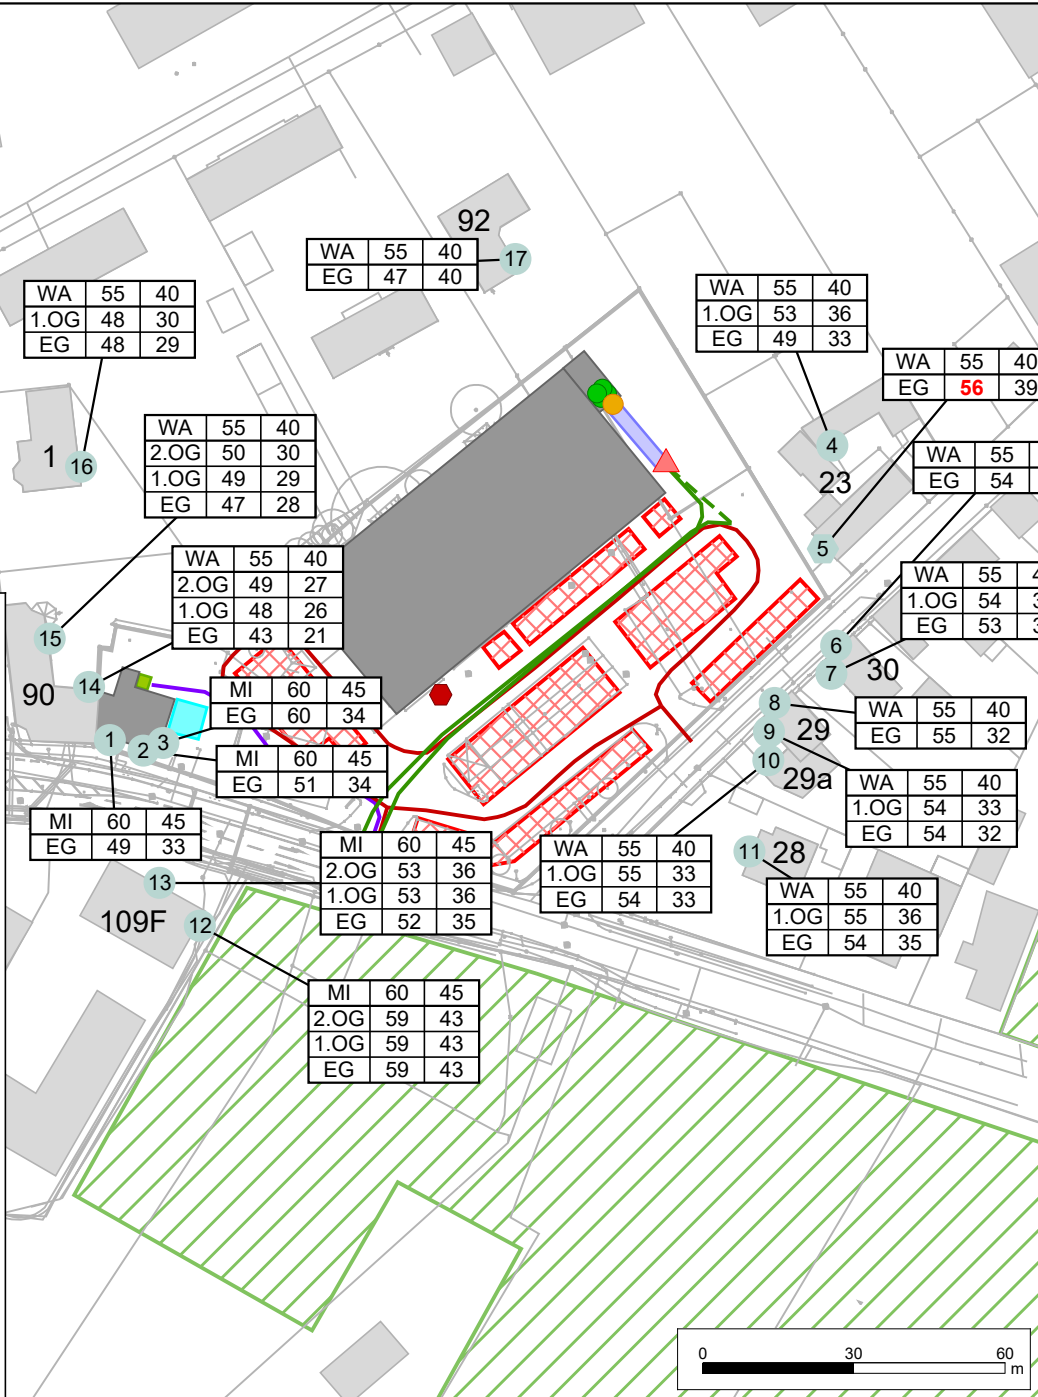 92
WA 55 40
EG 47 40
17
WA 55 40
1.OG 48 30
EG 48 29
WA 55 40
1.OG 53 36
EG 49 33
WA 55 40
EG 56 39
WA 55 40
2.OG 50 30
1.OG 49 29
EG 47 28
1
16
4
23
WA 55
EG 54
5
WA 55 40
2.OG 49 27
1.OG 48 26
EG 43 21
WA 55 4
1.OG 54 3
EG 53 3
15
6
7
30
14
90
MI 60 45
EG 60 34
8
WA 55 40
EG 55 32
9
29
1
2
3
10
29a
MI 60 45
EG 51 34
WA 55 40
1.OG 54 33
EG 54 32
MI 60 45
EG 49 33
MI 60 45
2.OG 53 36
1.OG 53 36
EG 52 35
WA 55 40
1.OG 55 33
EG 54 33
11
28
13
WA 55 40
1.OG 55 36
EG 54 35
109F
12
MI 60 45
2.OG 59 43
1.OG 59 43
EG 59 43
0 30 60
m